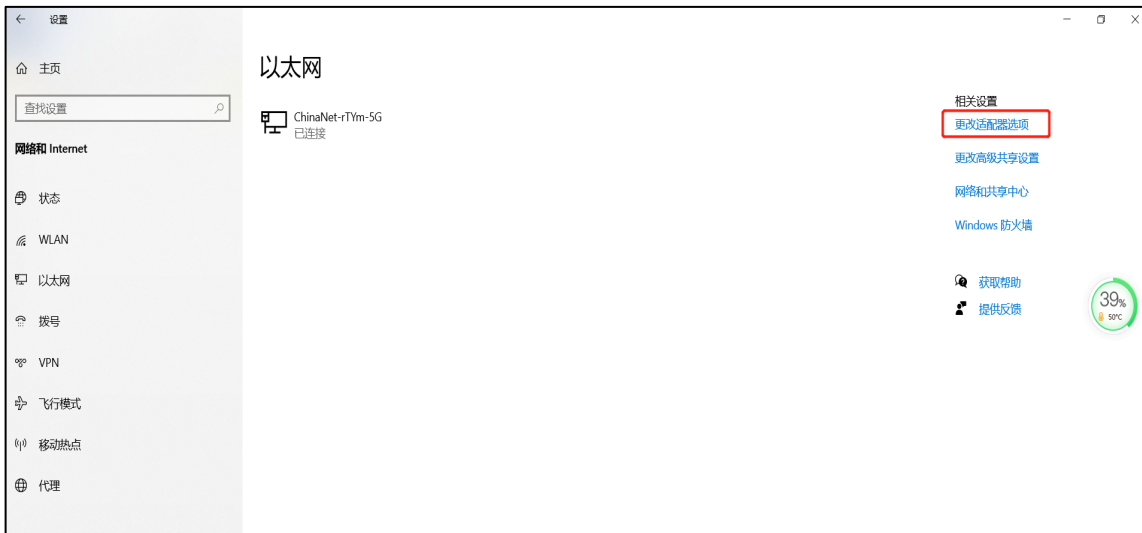 设置
主页
查找设置
网络和 Internet
状态
WLAN
以太网
拨号
VPN
飞行模式
移动热点
代理
以太网
ChinaNet-rTYm-5G
已连接
相关设置
更改适配器选项
更改高级共享设置
网络和共享中心
Windows 防火墙
获取帮助
提供反馈
39%
50°C